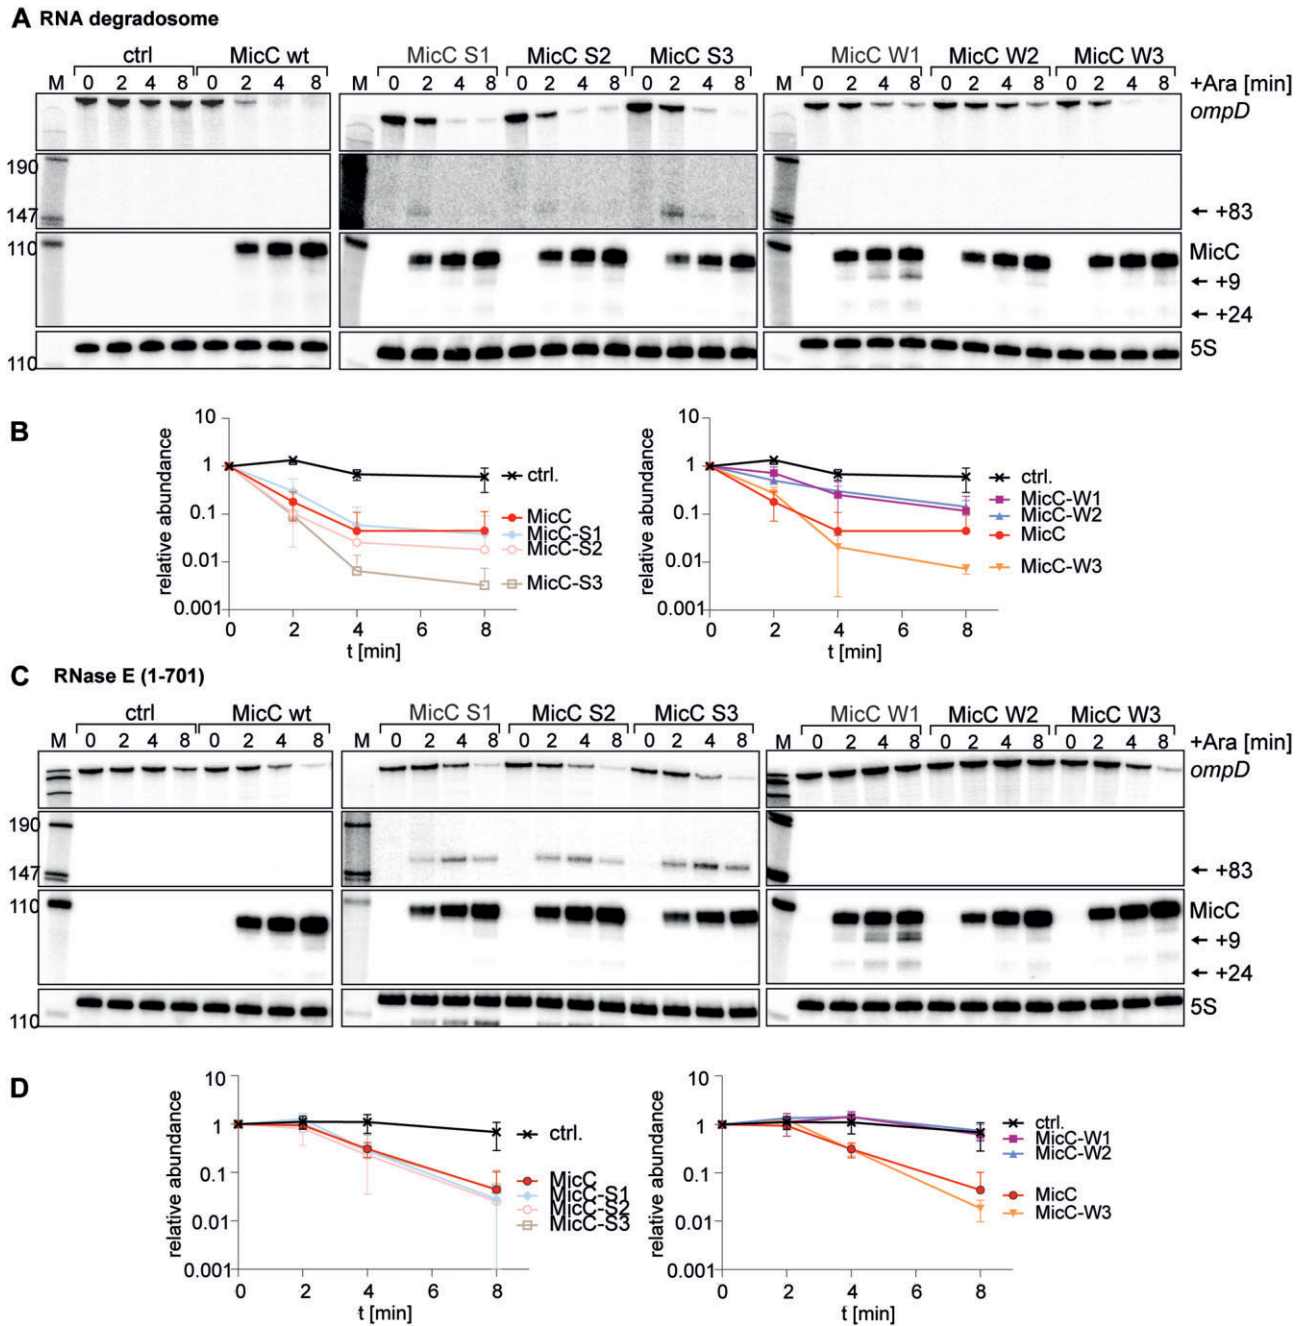 A RNA degradosome
ctrl MicC wt MicC S1 MicC S2 MicC S3 MicC W1 MicC W2 MicC W3
M 0 2 4 8 0 2 4 8 M 0 2 4 8 0 2 4 8 0 2 4 8 M 0 2 4 8 0 2 4 8 0 2 4 8 +Ara [min]
ompD
190
147 ← +83
110 MicC
← +9
← +24
5S
110
B
10
1
0.1
0.01
0.001
relative abundance
0 2 4 6 8
t [min]
ctrl.
MicC
MicC-S1
MicC-S2
MicC-S3
10
1
0.1
0.01
0.001
relative abundance
0 2 4 6 8
t [min]
ctrl.
MicC-W1
MicC-W2
MicC
MicC-W3
C RNase E (1-701)
ctrl MicC wt MicC S1 MicC S2 MicC S3 MicC W1 MicC W2 MicC W3
M 0 2 4 8 0 2 4 8 M 0 2 4 8 0 2 4 8 0 2 4 8 M 0 2 4 8 0 2 4 8 0 2 4 8 +Ara [min]
ompD
190
147 ← +83
110 MicC
← +9
← +24
5S
110
D
10
1
0.1
0.01
0.001
relative abundance
0 2 4 6 8
t [min]
ctrl.
MicC
MicC-S1
MicC-S2
MicC-S3
10
1
0.1
0.01
0.001
relative abundance
0 2 4 6 8
t [min]
ctrl.
MicC-W1
MicC-W2
MicC
MicC-W3